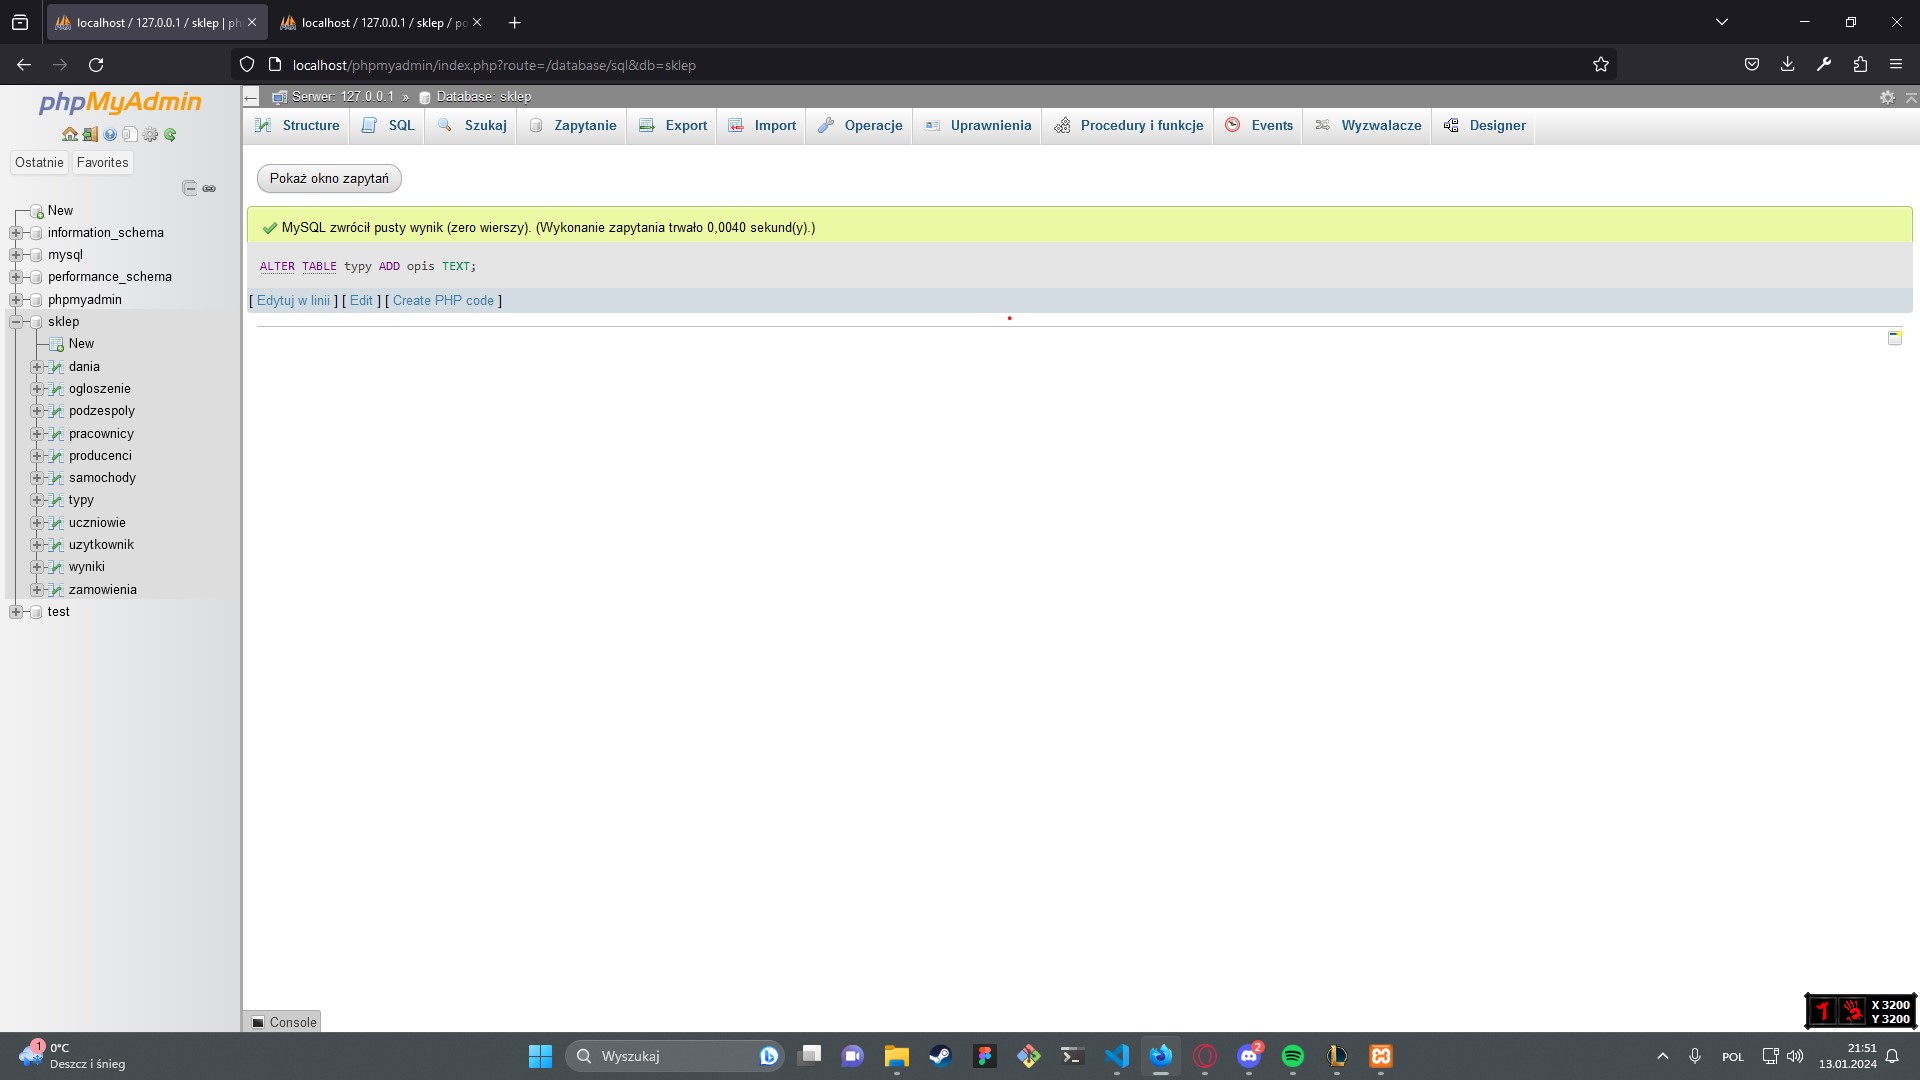 localhost / 127.0.0.1 / sklep | ph
localhost / 127.0.0.1 / sklep / po
localhost/phpmyadmin/index.php?route=/database/sql&db=sklep
phpMyAdmin
Ostatnie
Favorites
New
information_schema
mysql
performance_schema
phpmyadmin
sklep
New
dania
ogloszenie
podzespoly
pracownicy
producenci
samochody
typy
uczniowie
uzytkownik
wyniki
zamowienia
test
Serwer: 127.0.0.1 » Database: sklep
Structure
SQL
Szukaj
Zapytanie
Export
Import
Operacje
Uprawnienia
Procedury i funkcje
Events
Wyzwalacze
Designer
Pokaż okno zapytań
MySQL zwrócił pusty wynik (zero wierszy). (Wykonanie zapytania trwało 0,0040 sekund(y).)
ALTER TABLE typy ADD opis TEXT;
[ Edytuj w linii ] [ Edit ] [ Create PHP code ]
Console
X 3200
Y 3200
1
0°C
Deszcz i śnieg
Wyszukaj
2
POL
21:51
13.01.2024